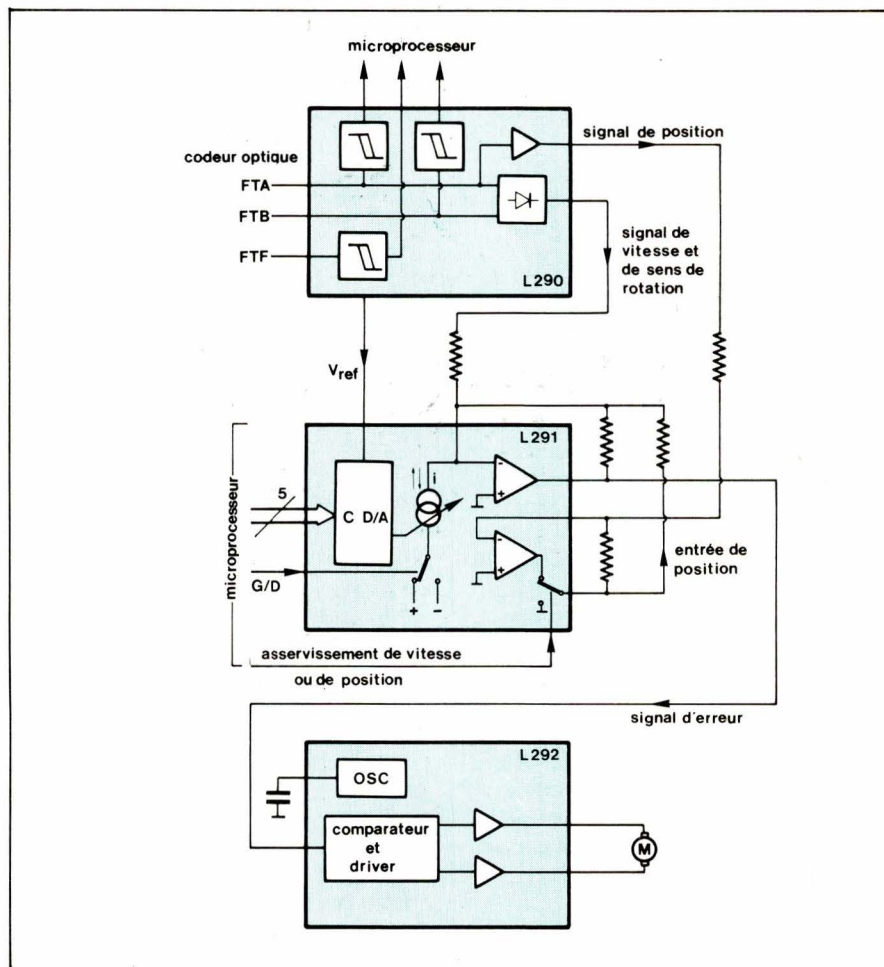 microprocesseur
signal de position
codeur optique
FTA
FTB
FTF
L290
signal de
vitesse et
de sens de
rotation
Vref
L291
microprocesseur
5
C D/A
i
G/D
+
-
-
+
-
+
entrée de
position
asservissement de vitesse
ou de position
signal d'erreur
L292
OSC
comparateur
et
driver
M